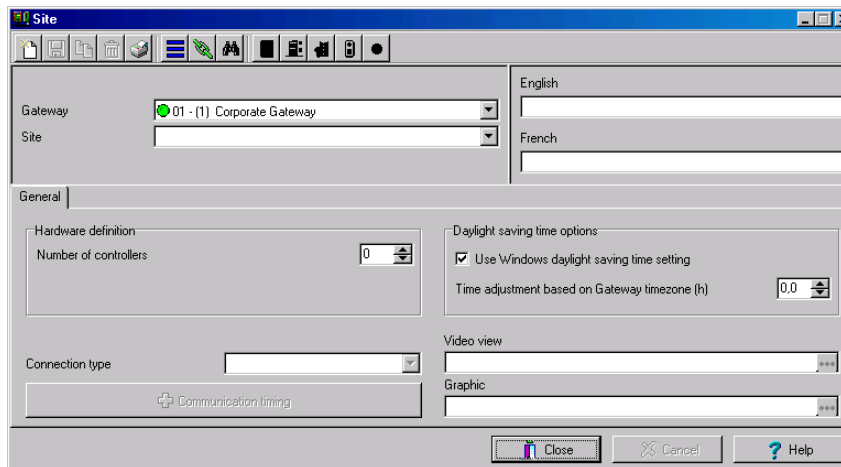 Site
English
Gateway
01 - (1) Corporate Gateway
Site
French
General
Hardware definition
Number of controllers
0
Daylight saving time options
Use Windows daylight saving time setting
Time adjustment based on Gateway timezone (h)
0,0
Connection type
Communication timing
Video view
Graphic
Close
Cancel
Help